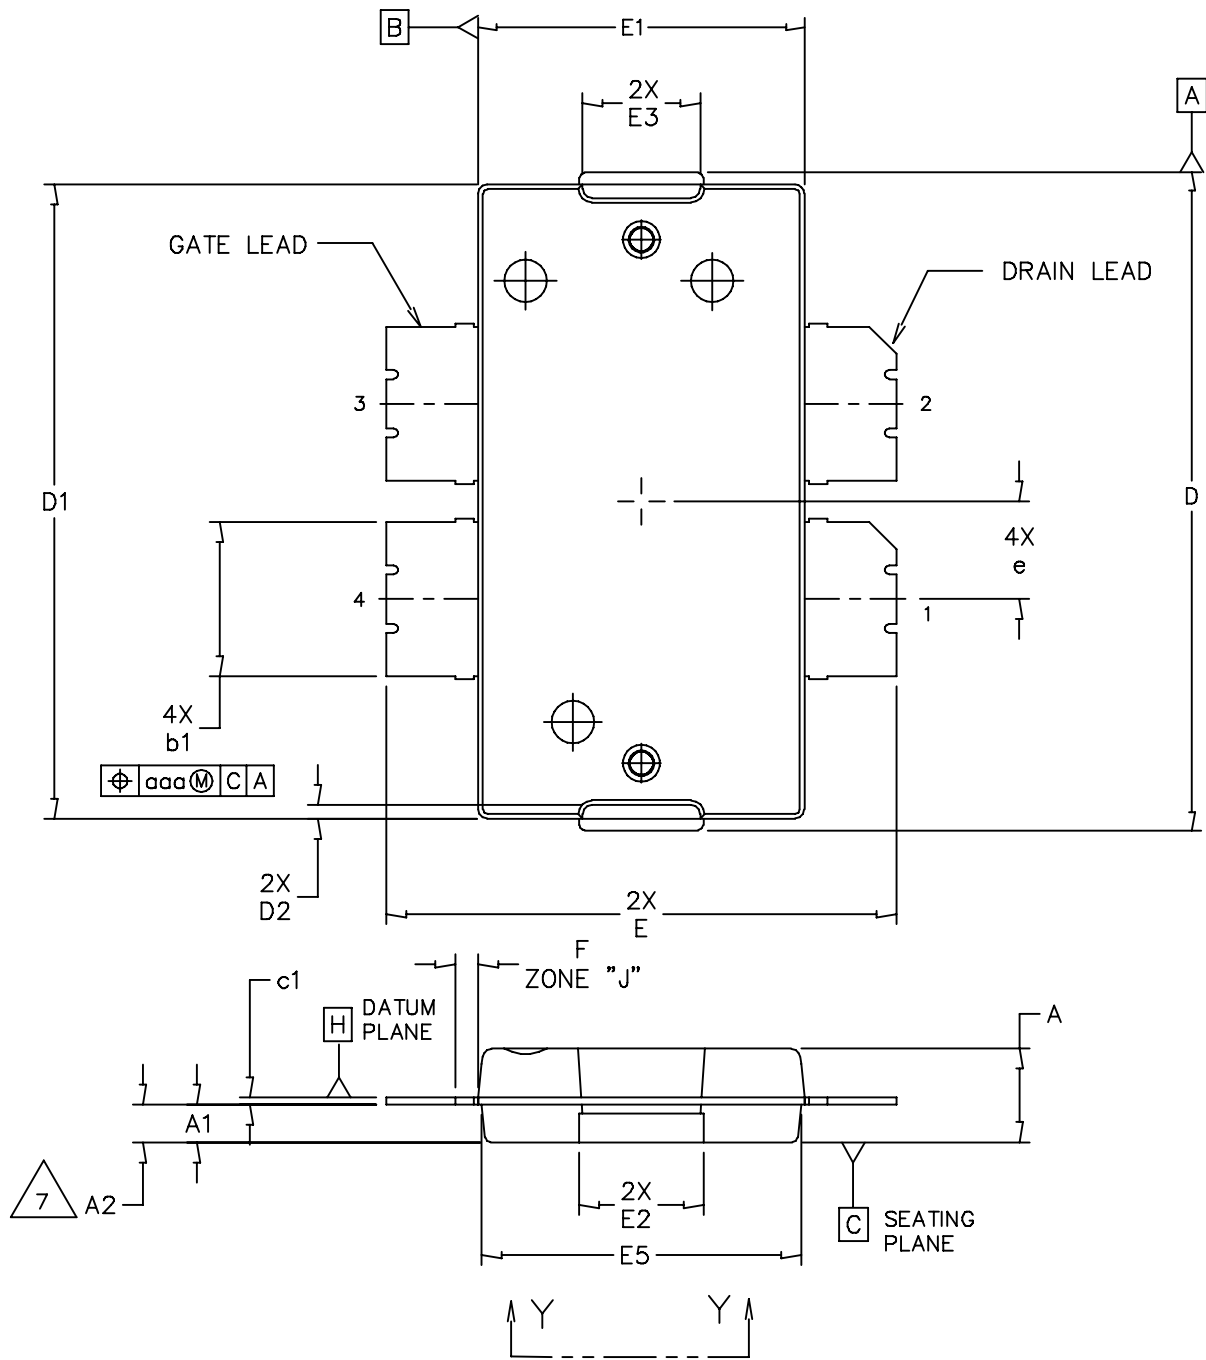 B
E1
2X
E3
A
GATE LEAD
DRAIN LEAD
3
2
D1
D
4X
e
4
1
4X
b1
⌖ aaa Ⓜ C A
2X
D2
2X
E
F
ZONE "J"
c1
H
DATUM
PLANE
A
A1
7
A2
2X
E2
C
SEATING
PLANE
E5
Y
Y